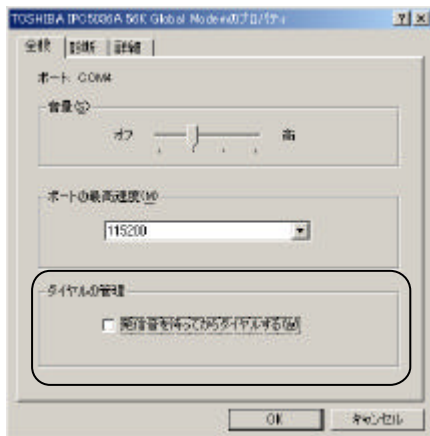 TOSHIBA IPC5036A 56K Global Modemのプロパティ
全般 診断 詳細
ポート: COM4
音量(S)
オフ 高
ポートの最高速度(M)
115200
ダイヤルの管理
発信音を待ってからダイヤルする(W)
OK キャンセル